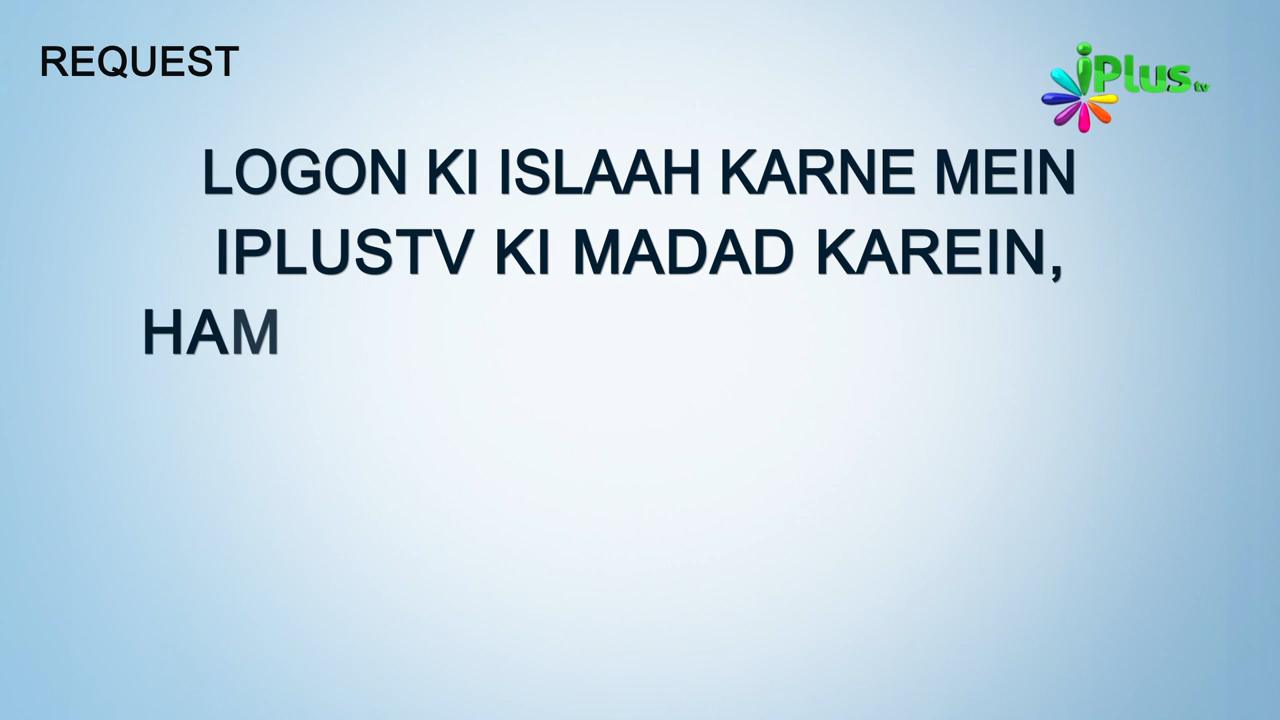 REQUEST
iPlus tv
LOGON KI ISLAAH KARNE MEIN
IPLUSTV KI MADAD KAREIN,
HAM